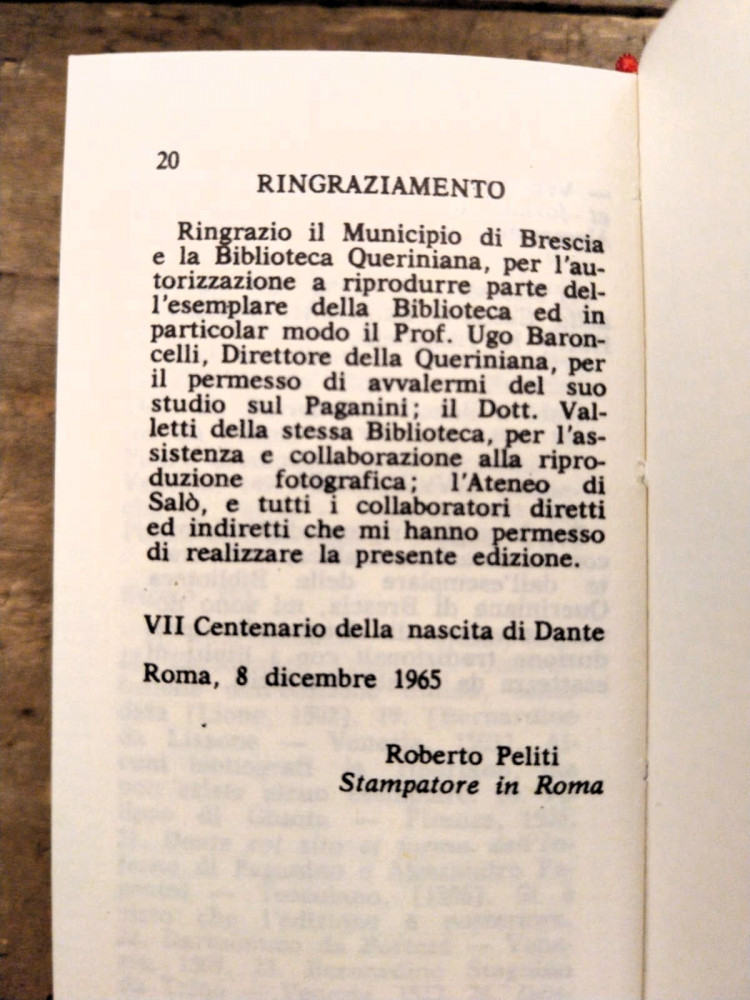 20
RINGRAZIAMENTO
Ringrazio il Municipio di Brescia
e la Biblioteca Queriniana, per l'au-
torizzazione a riprodurre parte del-
l'esemplare della Biblioteca ed in
particolar modo il Prof. Ugo Baron-
celli, Direttore della Queriniana, per
il permesso di avvalermi del suo
studio sul Paganini; il Dott. Val-
letti della stessa Biblioteca, per l'as-
sistenza e collaborazione alla ripro-
duzione fotografica; l'Ateneo di
Salò, e tutti i collaboratori diretti
ed indiretti che mi hanno permesso
di realizzare la presente edizione.
VII Centenario della nascita di Dante
Roma, 8 dicembre 1965
Roberto Peliti
Stampatore in Roma